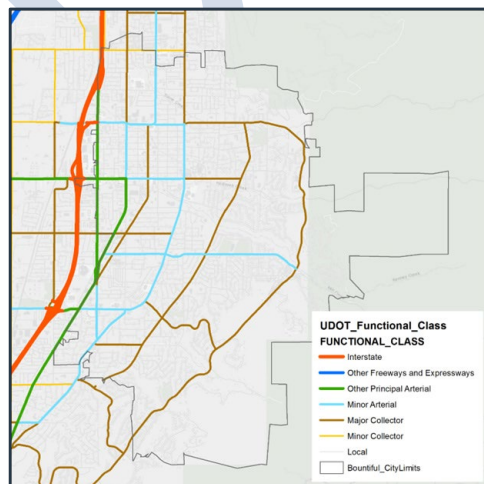 UDOT_Functional_Class
FUNCTIONAL_CLASS
Interstate
Other Freeways and Expressways
Other Principal Arterial
Minor Arterial
Major Collector
Minor Collector
Local
Bountiful_CityLimits